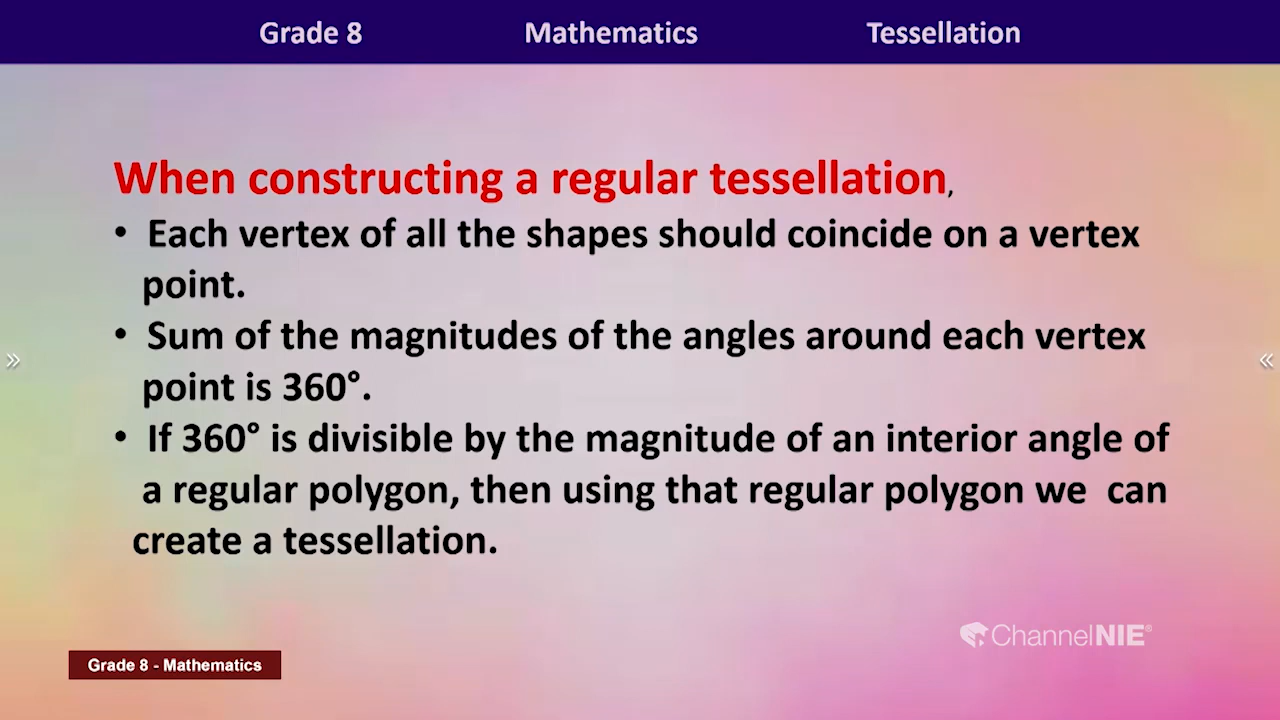 Grade 8 Mathematics Tessellation
When constructing a regular tessellation,
• Each vertex of all the shapes should coincide on a vertex
point.
• Sum of the magnitudes of the angles around each vertex
point is 360°.
• If 360° is divisible by the magnitude of an interior angle of
a regular polygon, then using that regular polygon we can
create a tessellation.
ChannelNIE®
Grade 8 - Mathematics